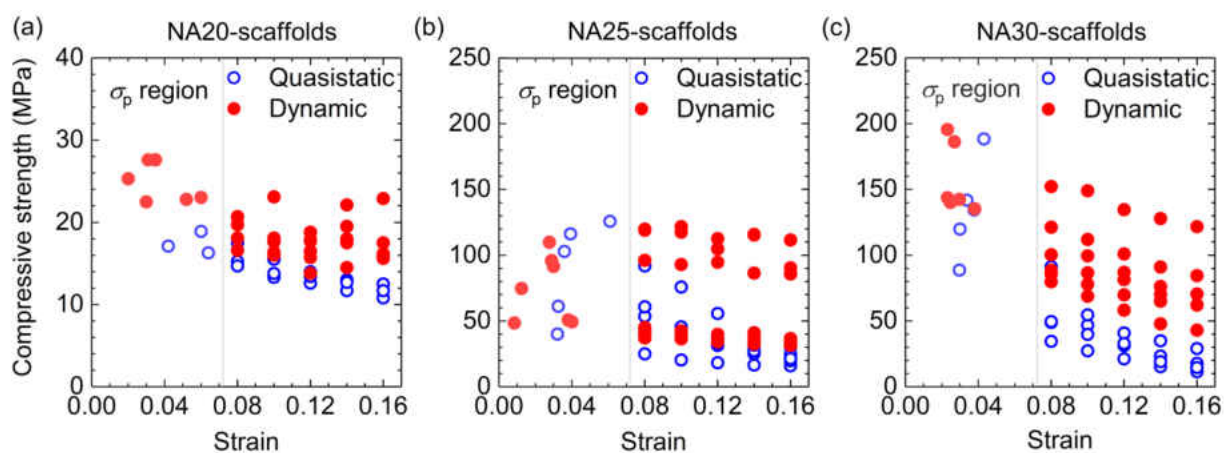 (a) NA20-scaffolds
Compressive strength (MPa)
40
30
20
10
0
σp region
Quasistatic
Dynamic
0.00 0.04 0.08 0.12 0.16
Strain
(b) NA25-scaffolds
250
200
150
100
50
0
σp region
Quasistatic
Dynamic
0.00 0.04 0.08 0.12 0.16
Strain
(c) NA30-scaffolds
250
200
150
100
50
0
σp region
Quasistatic
Dynamic
0.00 0.04 0.08 0.12 0.16
Strain